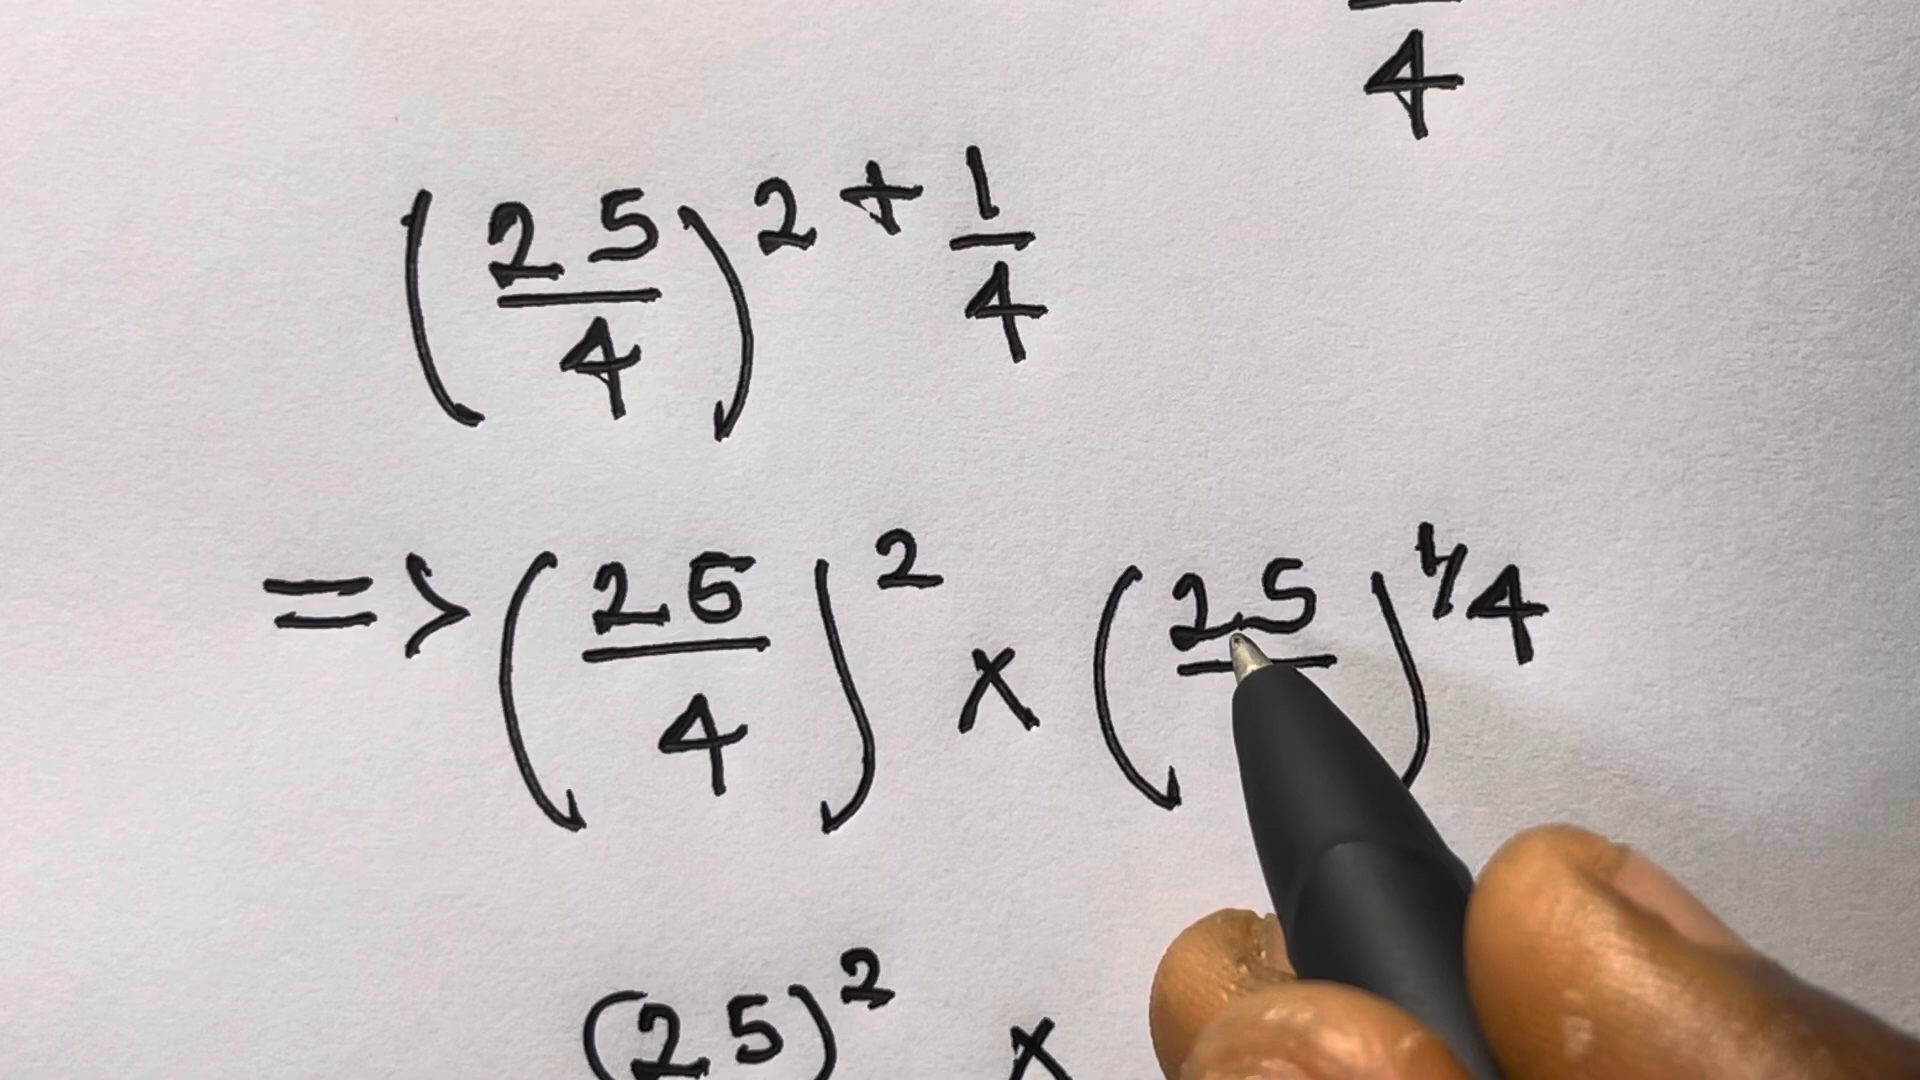 4
(25/4)^2 + 1/4
=> (25/4)^2 × (25/ )^1/4
(25)^2 ×